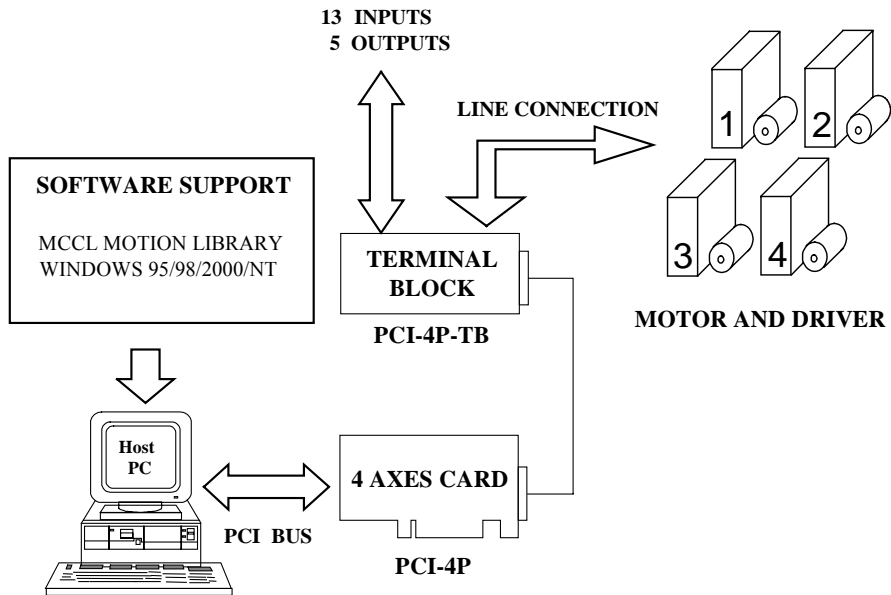 13 INPUTS
5 OUTPUTS
LINE CONNECTION
1
2
3
4
MOTOR AND DRIVER
SOFTWARE SUPPORT
MCCL MOTION LIBRARY
WINDOWS 95/98/2000/NT
TERMINAL
BLOCK
PCI-4P-TB
Host
PC
PCI BUS
4 AXES CARD
PCI-4P